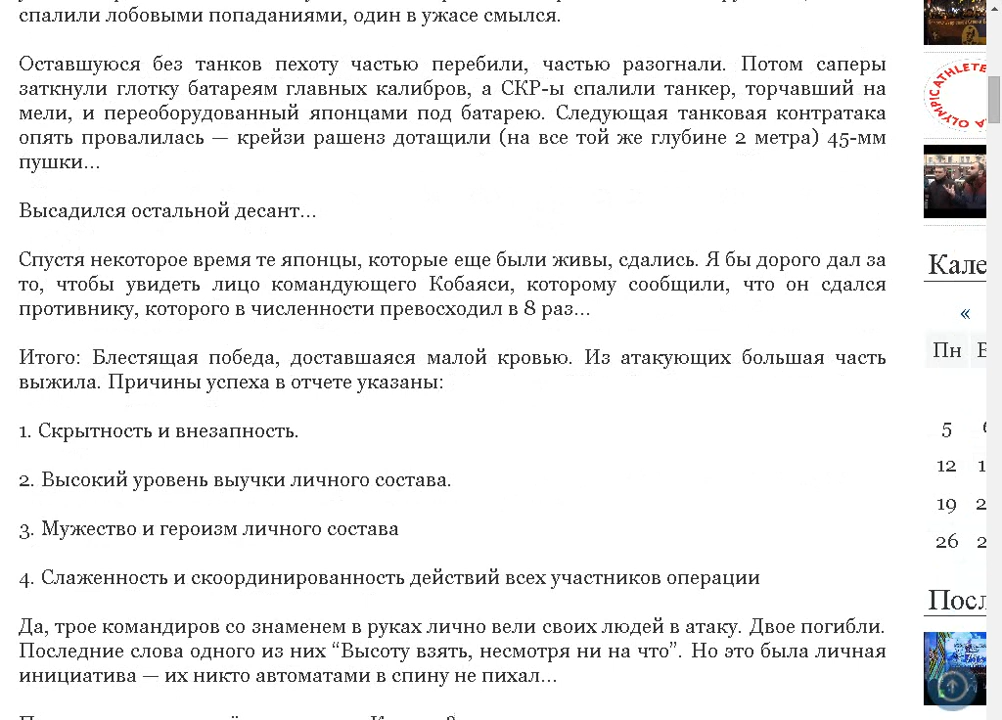 спалили лобовыми попаданиями, один в ужасе смылся.
Оставшуюся без танков пехоту частью перебили, частью разогнали. Потом саперы
заткнули глотку батареям главных калибров, а СКР-ы спалили танкер, торчавший на
мели, и переоборудованный японцами под батарею. Следующая танковая контратака
опять провалилась — крейзи рашенз дотащили (на все той же глубине 2 метра) 45-мм
пушки...
Высадился остальной десант...
Спустя некоторое время те японцы, которые еще были живы, сдались. Я бы дорого дал за
то, чтобы увидеть лицо командующего Кобаяси, которому сообщили, что он сдался
противнику, которого в численности превосходил в 8 раз...
Итого: Блестящая победа, доставшаяся малой кровью. Из атакующих большая часть
выжила. Причины успеха в отчете указаны:
1. Скрытность и внезапность.
2. Высокий уровень выучки личного состава.
3. Мужество и героизм личного состава
4. Слаженность и скоординированность действий всех участников операции
Да, трое командиров со знаменем в руках лично вели своих людей в атаку. Двое погибли.
Последние слова одного из них “Высоту взять, несмотря ни на что”. Но это была личная
инициатива — их никто автоматами в спину не пихал...
ATHLETE
OLYMPIC
Кале
«
Пн В
5
12 1
19 2
26 2
Посл